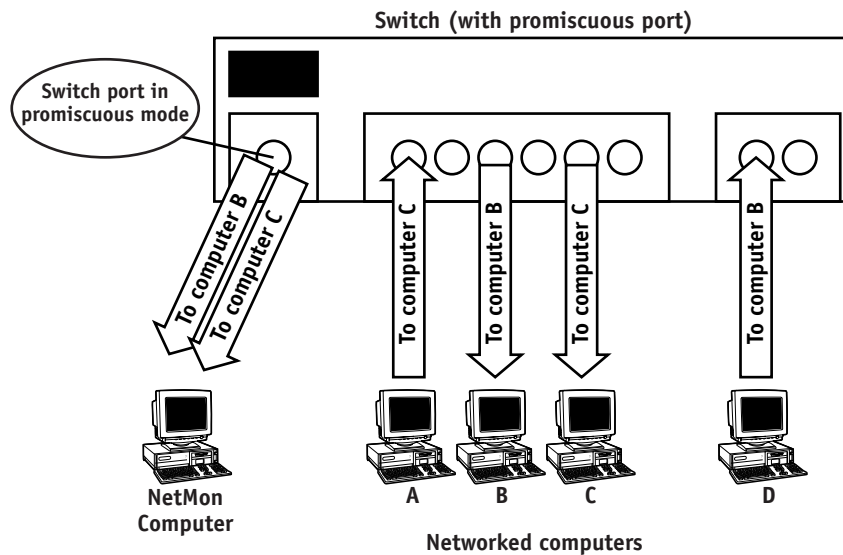 Switch (with promiscuous port)
Switch port in
promiscuous mode
To computer B
To computer C
To computer C
To computer B
To computer C
To computer B
NetMon
Computer
A
B
C
D
Networked computers